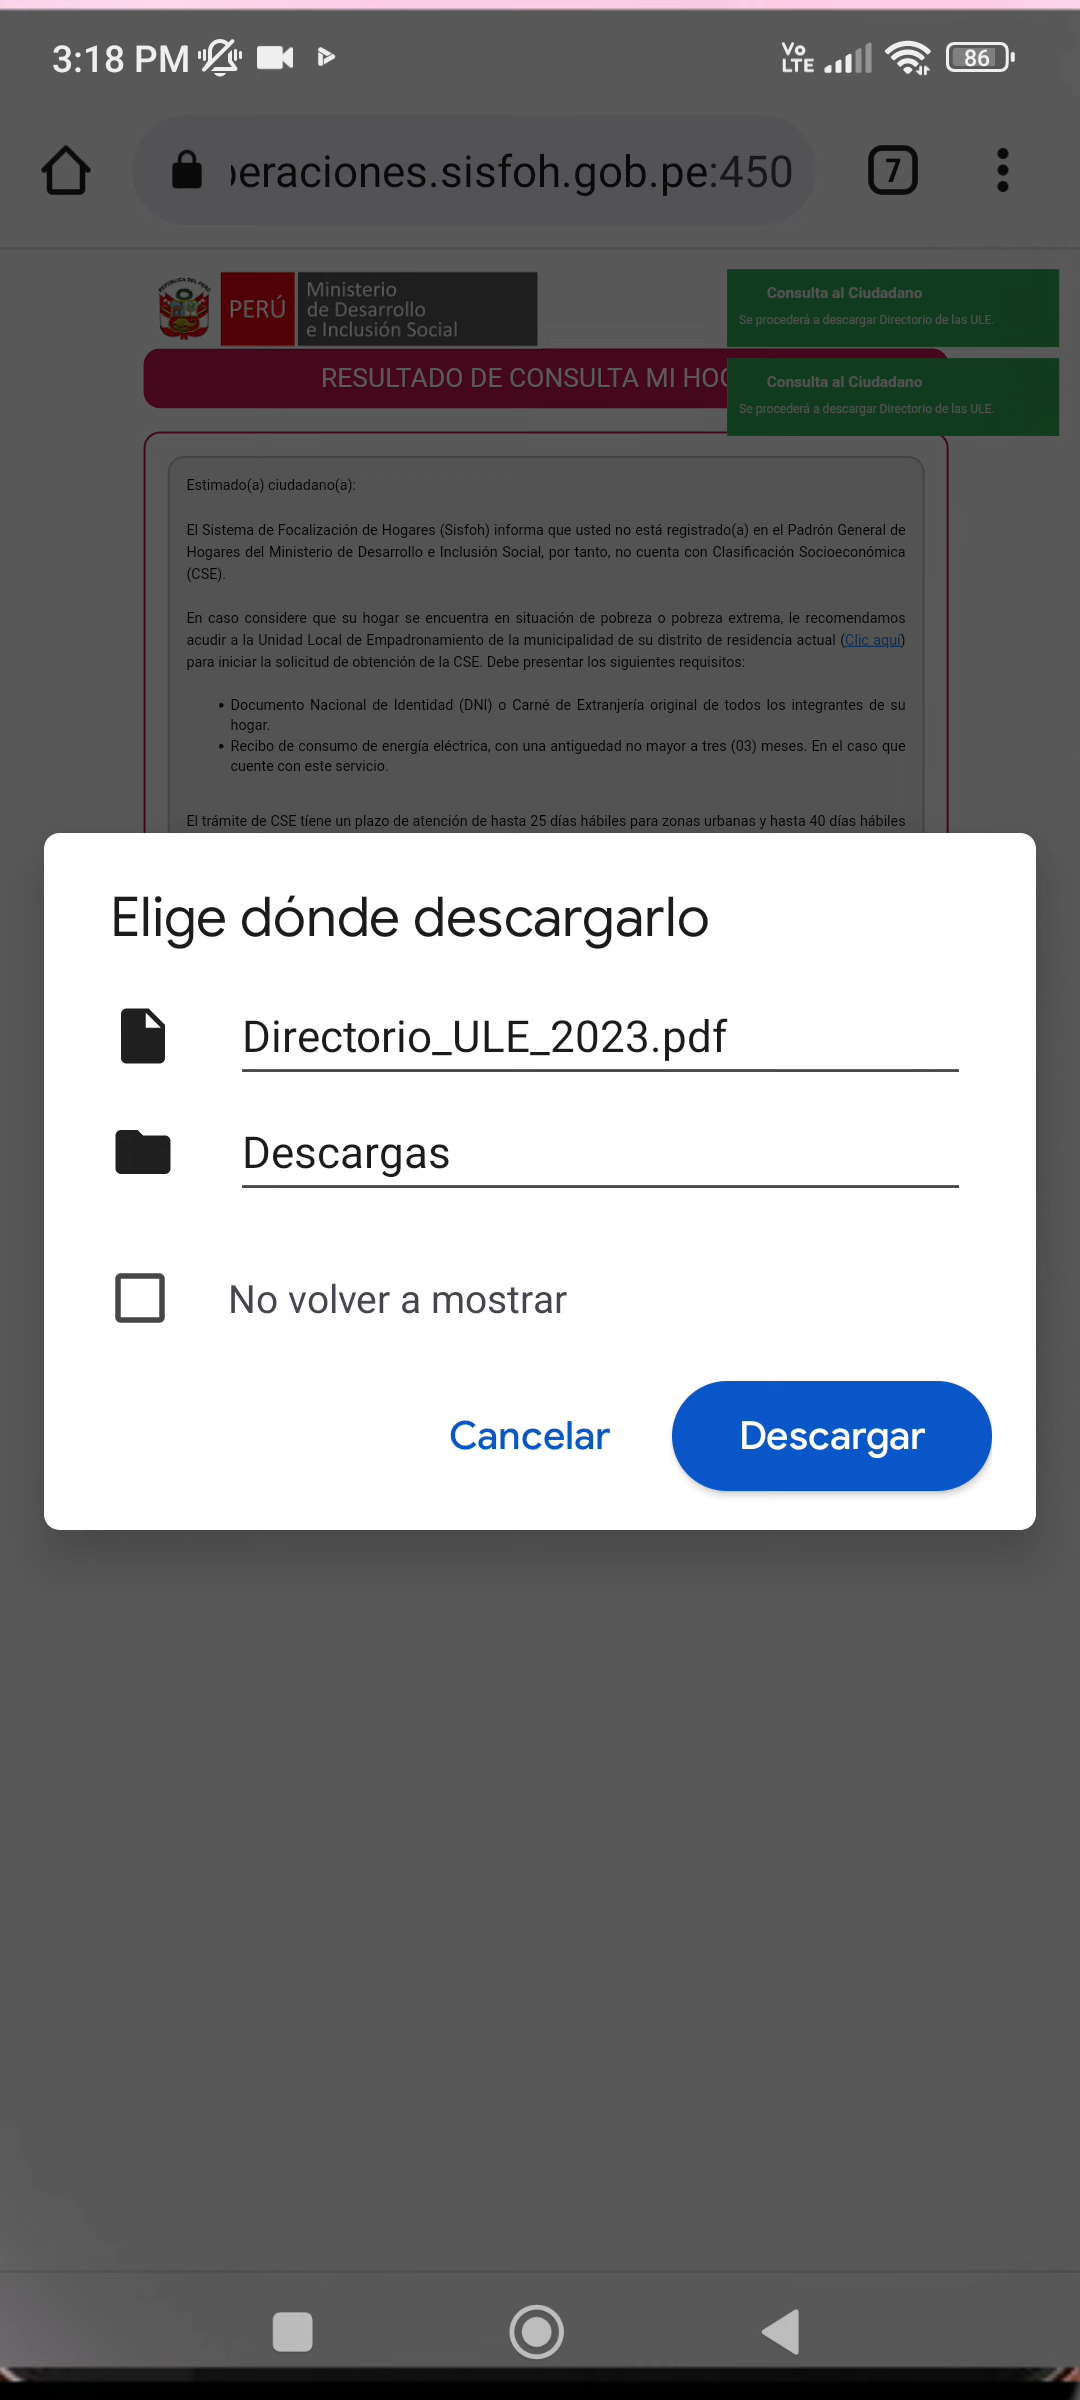 3:18 PM
Vo LTE
86
eraciones.sisfoh.gob.pe:450
7
PERÚ
Ministerio
de Desarrollo
e Inclusión Social
Consulta al Ciudadano
Se procederá a descargar Directorio de las ULE.
RESULTADO DE CONSULTA MI HOG
Consulta al Ciudadano
Se procederá a descargar Directorio de las ULE.
Estimado(a) ciudadano(a):
El Sistema de Focalización de Hogares (Sisfoh) informa que usted no está registrado(a) en el Padrón General de
Hogares del Ministerio de Desarrollo e Inclusión Social, por tanto, no cuenta con Clasificación Socioeconómica
(CSE).
En caso considere que su hogar se encuentra en situación de pobreza o pobreza extrema, le recomendamos
acudir a la Unidad Local de Empadronamiento de la municipalidad de su distrito de residencia actual (Clic aquí)
para iniciar la solicitud de obtención de la CSE. Debe presentar los siguientes requisitos:
• Documento Nacional de Identidad (DNI) o Carné de Extranjería original de todos los integrantes de su
hogar.
• Recibo de consumo de energía eléctrica, con una antiguedad no mayor a tres (03) meses. En el caso que
cuente con este servicio.
El trámite de CSE tiene un plazo de atención de hasta 25 días hábiles para zonas urbanas y hasta 40 días hábiles
Elige dónde descargarlo
Directorio_ULE_2023.pdf
Descargas
No volver a mostrar
Cancelar
Descargar